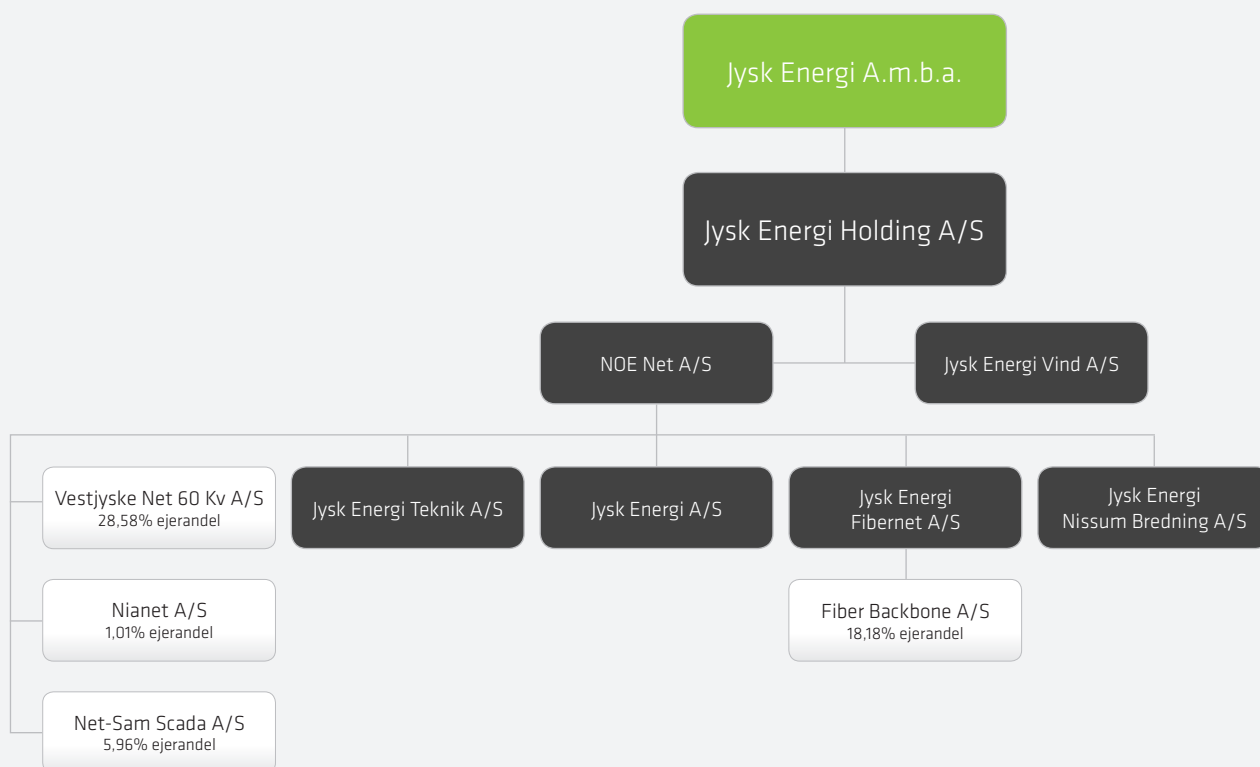 Jysk Energi A.m.b.a.
Jysk Energi Holding A/S
NOE Net A/S
Jysk Energi Vind A/S
Vestjyske Net 60 Kv A/S
28,58% ejerandel
Jysk Energi Teknik A/S
Jysk Energi A/S
Jysk Energi
Fibernet A/S
Jysk Energi
Nissum Bredning A/S
Nianet A/S
1,01% ejerandel
Fiber Backbone A/S
18,18% ejerandel
Net-Sam Scada A/S
5,96% ejerandel